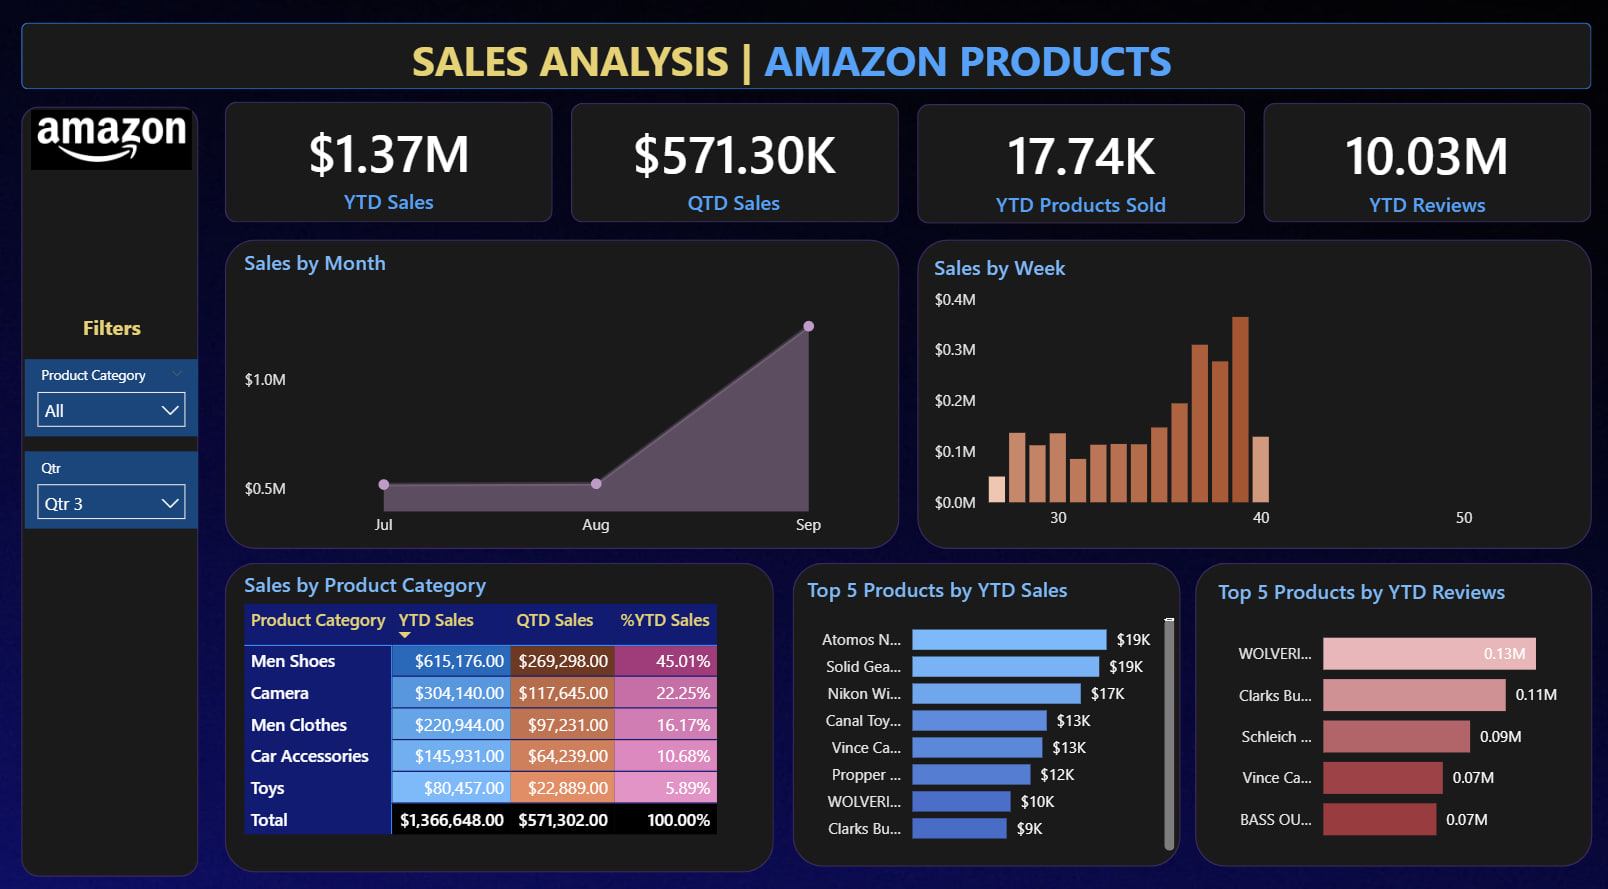 SALES ANALYSIS | AMAZON PRODUCTS
amazon
$1.37M
YTD Sales
$571.30K
QTD Sales
17.74K
YTD Products Sold
10.03M
YTD Reviews
Filters
Product Category
All
Qtr
Qtr 3
Sales by Month
$1.0M
$0.5M
Jul Aug Sep
Sales by Week
$0.4M
$0.3M
$0.2M
$0.1M
$0.0M
30 40 50
Sales by Product Category
Product Category YTD Sales QTD Sales %YTD Sales
Men Shoes $615,176.00 $269,298.00 45.01%
Camera $304,140.00 $117,645.00 22.25%
Men Clothes $220,944.00 $97,231.00 16.17%
Car Accessories $145,931.00 $64,239.00 10.68%
Toys $80,457.00 $22,889.00 5.89%
Total $1,366,648.00 $571,302.00 100.00%
Top 5 Products by YTD Sales
Atomos N... $19K
Solid Gea... $19K
Nikon Wi... $17K
Canal Toy... $13K
Vince Ca... $13K
Propper ... $12K
WOLVERI... $10K
Clarks Bu... $9K
Top 5 Products by YTD Reviews
WOLVERI... 0.13M
Clarks Bu... 0.11M
Schleich ... 0.09M
Vince Ca... 0.07M
BASS OU... 0.07M